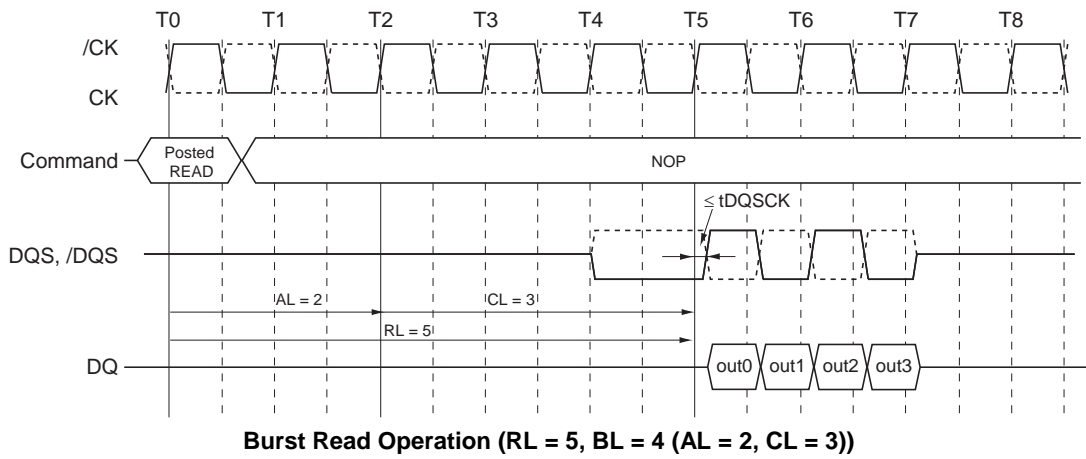 T0 T1 T2 T3 T4 T5 T6 T7 T8
/CK
CK
Command
Posted
READ
NOP
≤ tDQSCK
DQS, /DQS
AL = 2
CL = 3
RL = 5
DQ
out0 out1 out2 out3
Burst Read Operation (RL = 5, BL = 4 (AL = 2, CL = 3))